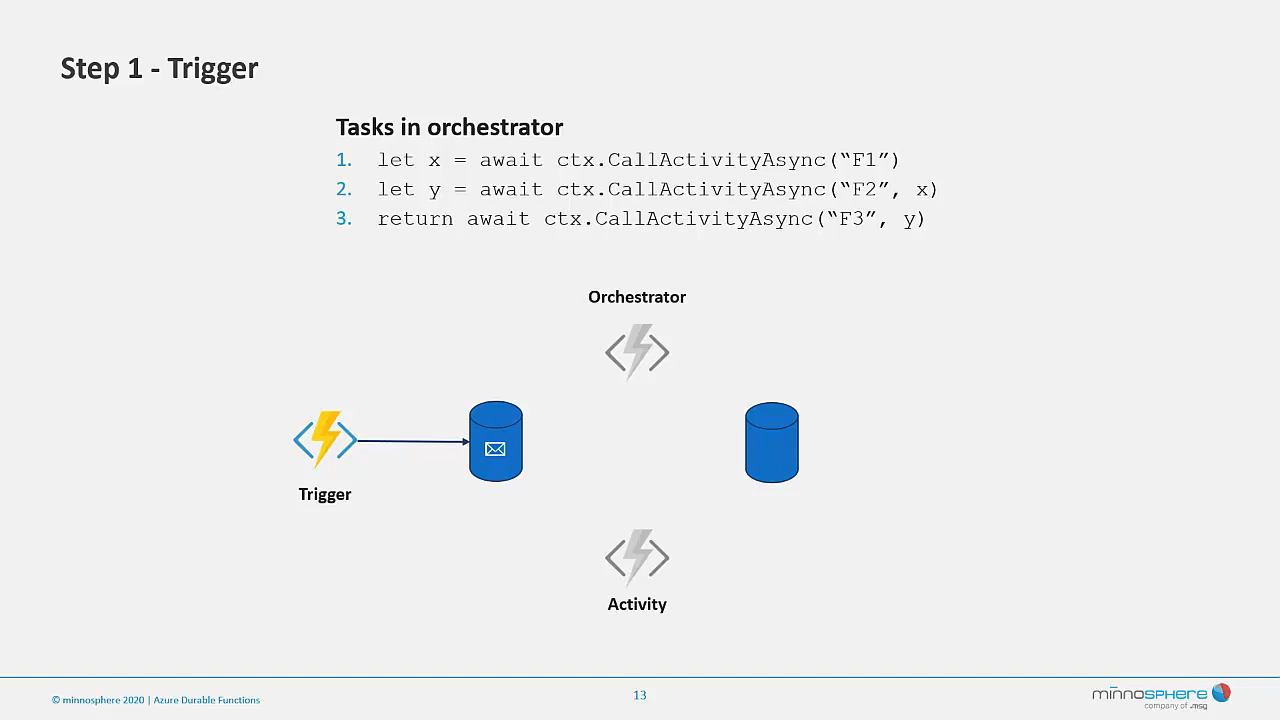 Step 1 - Trigger
Tasks in orchestrator
1. let x = await ctx.CallActivityAsync(“F1”)
2. let y = await ctx.CallActivityAsync(“F2”, x)
3. return await ctx.CallActivityAsync(“F3”, y)
Orchestrator
Trigger
Activity
© minnosphere 2020 | Azure Durable Functions
13
minnosphere
company of .msg